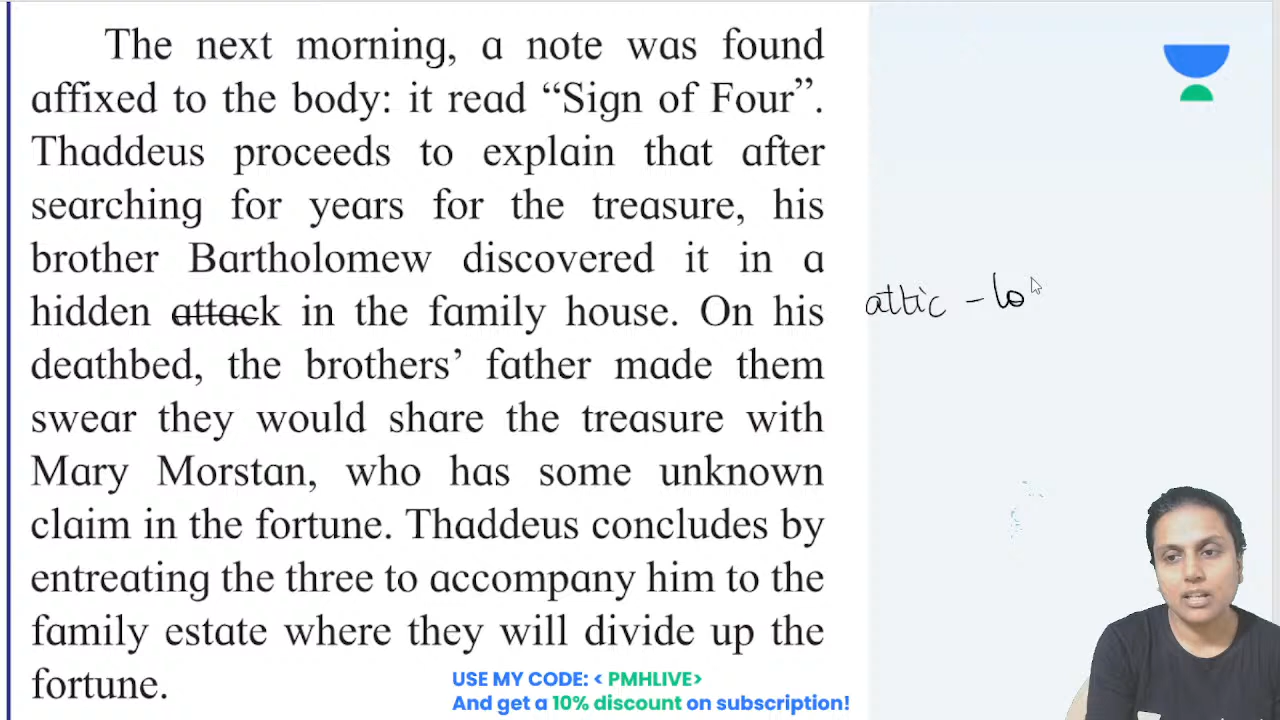 The next morning, a note was found
affixed to the body: it read “Sign of Four”.
Thaddeus proceeds to explain that after
searching for years for the treasure, his
brother Bartholomew discovered it in a
hidden attack in the family house. On his
deathbed, the brothers’ father made them
swear they would share the treasure with
Mary Morstan, who has some unknown
claim in the fortune. Thaddeus concludes by
entreating the three to accompany him to the
family estate where they will divide up the
fortune.
attic - lo
USE MY CODE: < PMHLIVE>
And get a 10% discount on subscription!